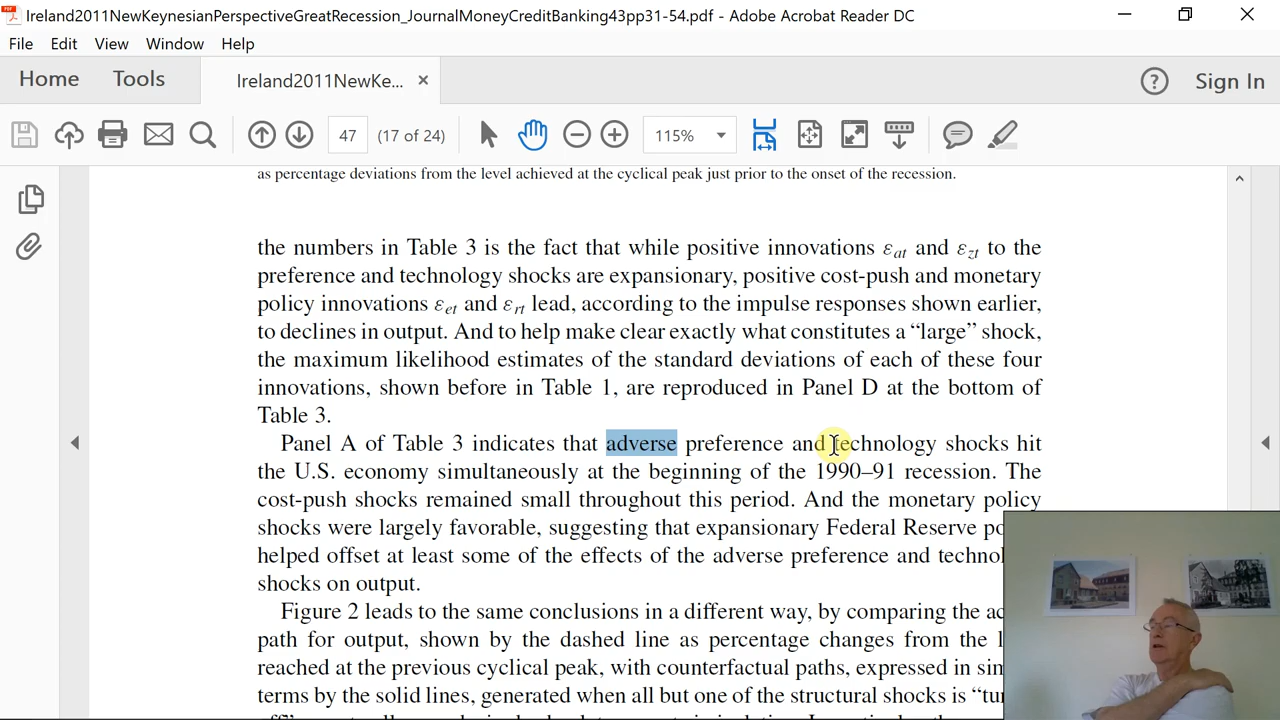 Ireland2011NewKeynesianPerspectiveGreatRecession_JournalMoneyCreditBanking43pp31-54.pdf - Adobe Acrobat Reader DC
File Edit View Window Help
Home Tools Ireland2011NewKe... × ? Sign In
47 (17 of 24) 115%
as percentage deviations from the level achieved at the cyclical peak just prior to the onset of the recession.
the numbers in Table 3 is the fact that while positive innovations εat and εzt to the
preference and technology shocks are expansionary, positive cost-push and monetary
policy innovations εet and εrt lead, according to the impulse responses shown earlier,
to declines in output. And to help make clear exactly what constitutes a “large” shock,
the maximum likelihood estimates of the standard deviations of each of these four
innovations, shown before in Table 1, are reproduced in Panel D at the bottom of
Table 3.
Panel A of Table 3 indicates that adverse preference and technology shocks hit
the U.S. economy simultaneously at the beginning of the 1990–91 recession. The
cost-push shocks remained small throughout this period. And the monetary policy
shocks were largely favorable, suggesting that expansionary Federal Reserve po
helped offset at least some of the effects of the adverse preference and technol
shocks on output.
Figure 2 leads to the same conclusions in a different way, by comparing the ac
path for output, shown by the dashed line as percentage changes from the l
reached at the previous cyclical peak, with counterfactual paths, expressed in sim
terms by the solid lines, generated when all but one of the structural shocks is “tur